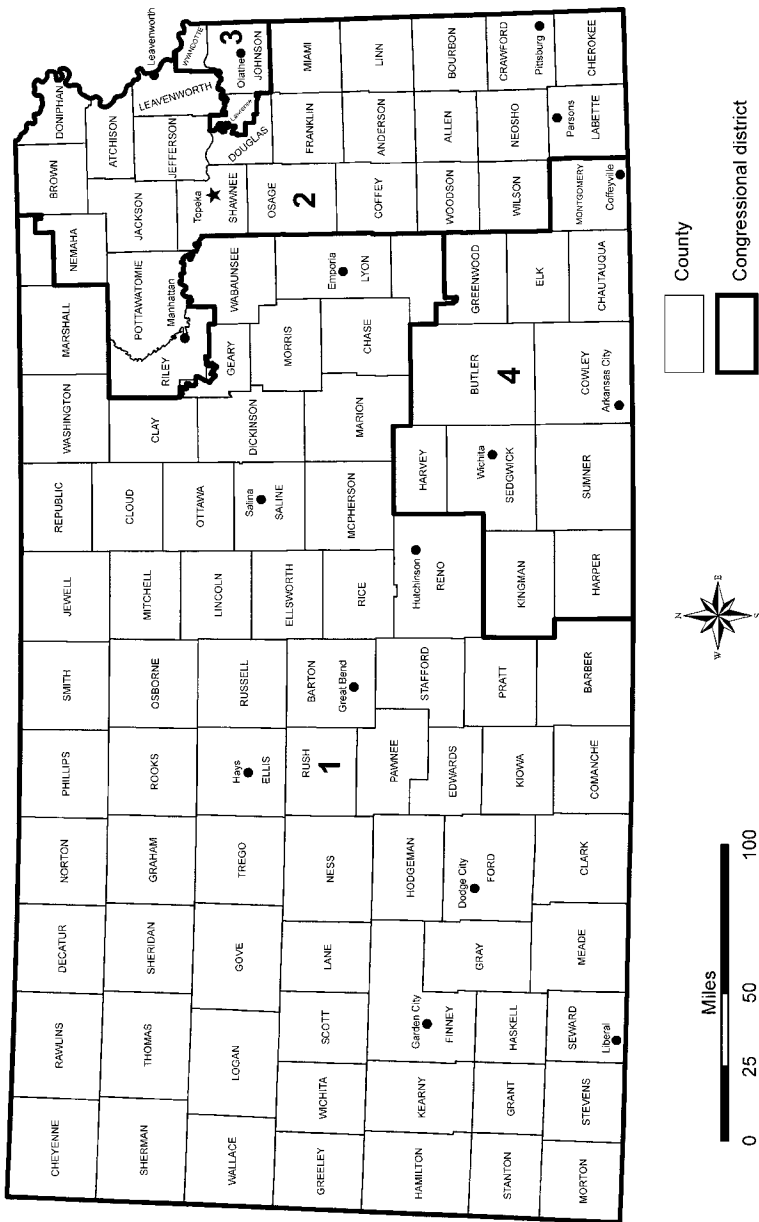 CHEYENNE
RAWLINS
DECATUR
NORTON
PHILLIPS
SMITH
JEWELL
REPUBLIC
WASHINGTON
MARSHALL
NEMAHA
BROWN
DONIPHAN
SHERMAN
THOMAS
SHERIDAN
GRAHAM
ROOKS
OSBORNE
MITCHELL
CLOUD
CLAY
RILEY
Manhattan
POTTAWATOMIE
JACKSON
ATCHISON
JEFFERSON
LEAVENWORTH
Leavenworth
WYANDOTTE
WALLACE
LOGAN
GOVE
TREGO
Hays
ELLIS
RUSSELL
LINCOLN
OTTAWA
Salina
SALINE
DICKINSON
GEARY
WABAUNSEE
Topeka
SHAWNEE
DOUGLAS
Lawrence
Olathe
JOHNSON
3
GREELEY
WICHITA
SCOTT
LANE
NESS
RUSH
1
BARTON
Great Bend
ELLSWORTH
RICE
MCPHERSON
MARION
MORRIS
CHASE
Emporia
LYON
OSAGE
2
FRANKLIN
MIAMI
HAMILTON
KEARNY
Garden City
FINNEY
HODGEMAN
PAWNEE
STAFFORD
Hutchinson
RENO
HARVEY
BUTLER
4
GREENWOOD
COFFEY
ANDERSON
LINN
STANTON
GRANT
HASKELL
GRAY
Dodge City
FORD
EDWARDS
KIOWA
PRATT
KINGMAN
Wichita
SEDGWICK
ELK
WOODSON
ALLEN
BOURBON
WILSON
NEOSHO
CRAWFORD
Pittsburg
MORTON
STEVENS
SEWARD
Liberal
MEADE
CLARK
COMANCHE
BARBER
HARPER
SUMNER
COWLEY
Arkansas City
CHAUTAUQUA
MONTGOMERY
Coffeyville
Parsons
LABETTE
CHEROKEE
Miles
0 25 50 100
N
W E
S
County
Congressional district